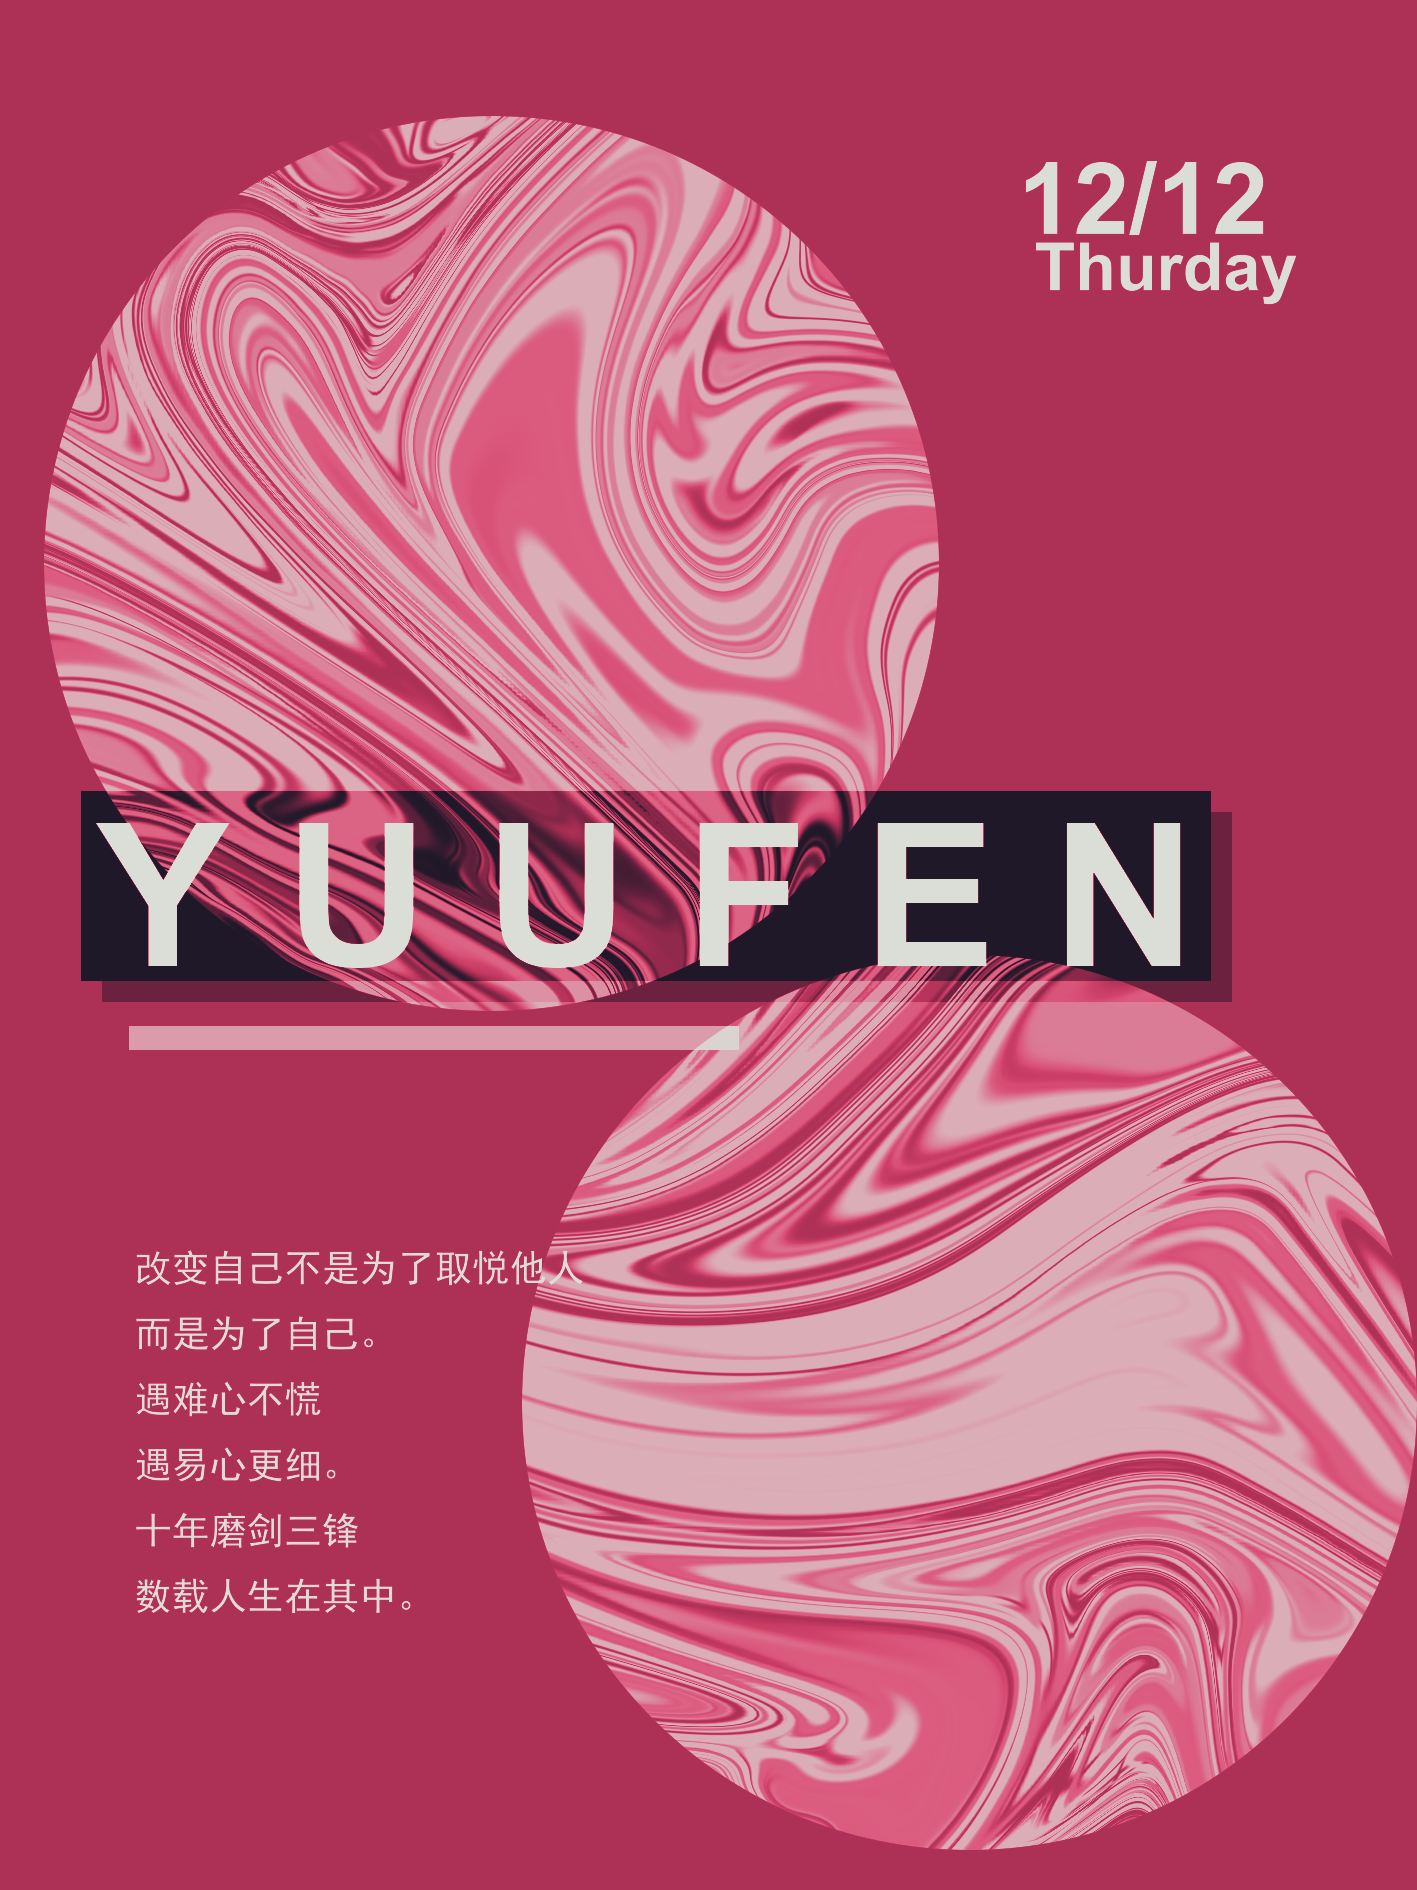 12/12
Thurday
YUUFEN
改变自己不是为了取悦他人
而是为了自己。
遇难心不慌
遇易心更细。
十年磨剑三锋
数载人生在其中。